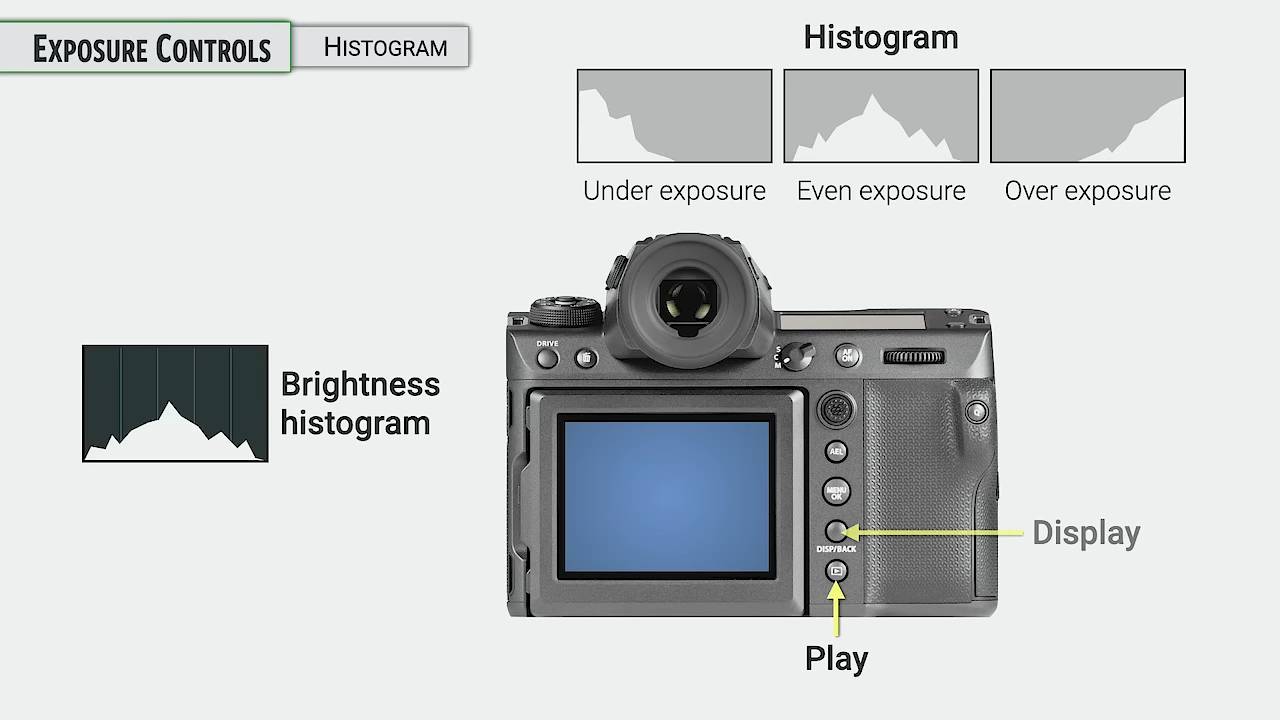 Exposure Controls
Histogram
Histogram
Under exposure
Even exposure
Over exposure
DRIVE
S
C
M
AF
ON
Brightness
histogram
AEL
MENU
OK
DISP/BACK
Display
Play